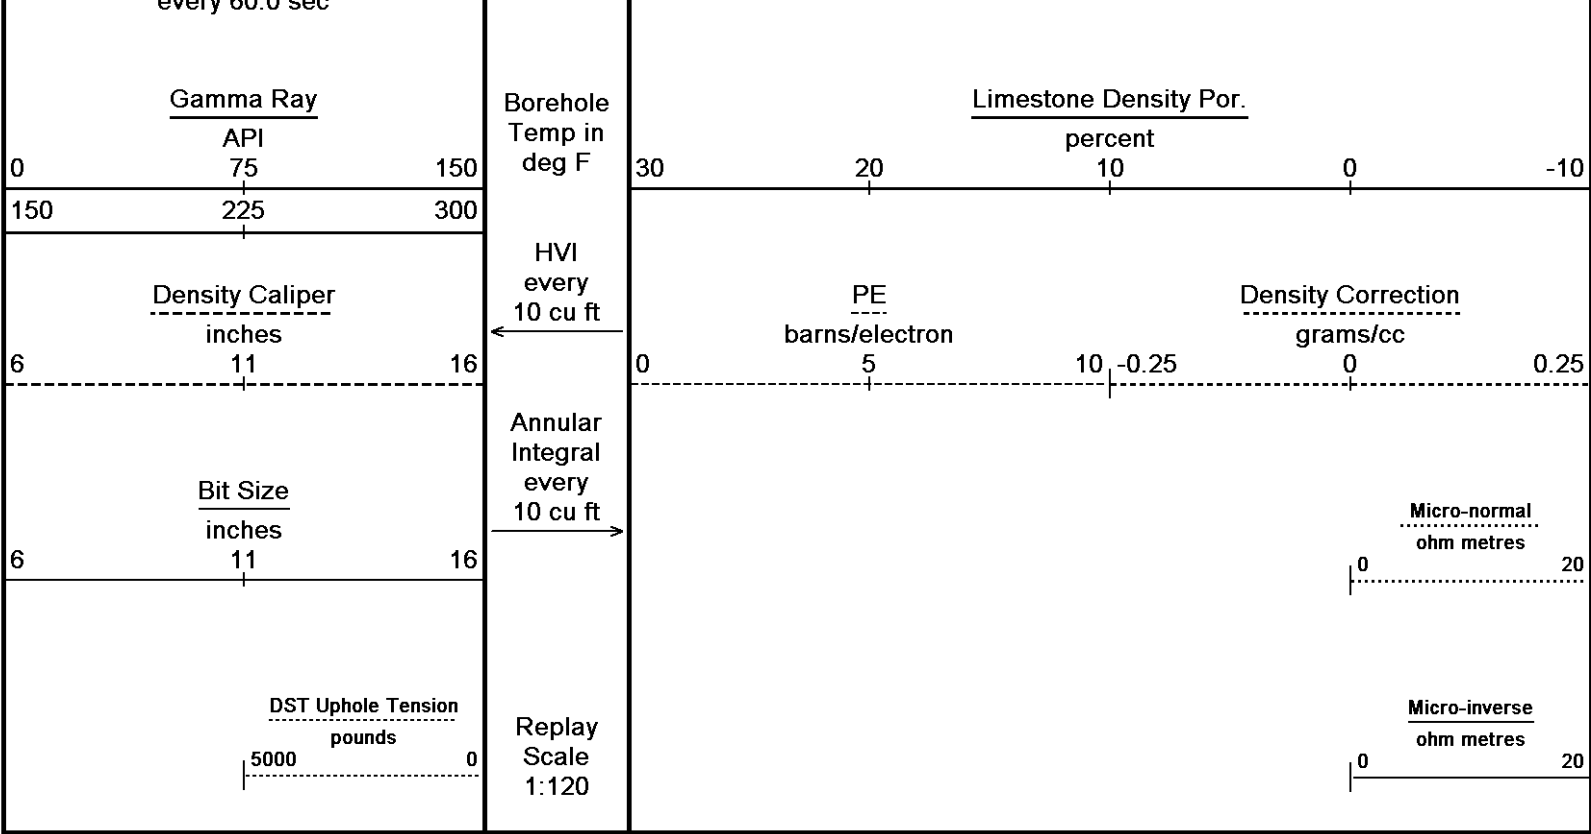 every 60.0 sec
Gamma Ray
API
0 75 150
150 225 300
Density Caliper
inches
6 11 16
Bit Size
inches
6 11 16
DST Uphole Tension
pounds
5000 0
Borehole
Temp in
deg F
HVI
every
10 cu ft
Annular
Integral
every
10 cu ft
Replay
Scale
1:120
Limestone Density Por.
percent
30 20 10 0 -10
PE
barns/electron
0 5 10
Density Correction
grams/cc
-0.25 0 0.25
Micro-normal
ohm metres
0 20
Micro-inverse
ohm metres
0 20